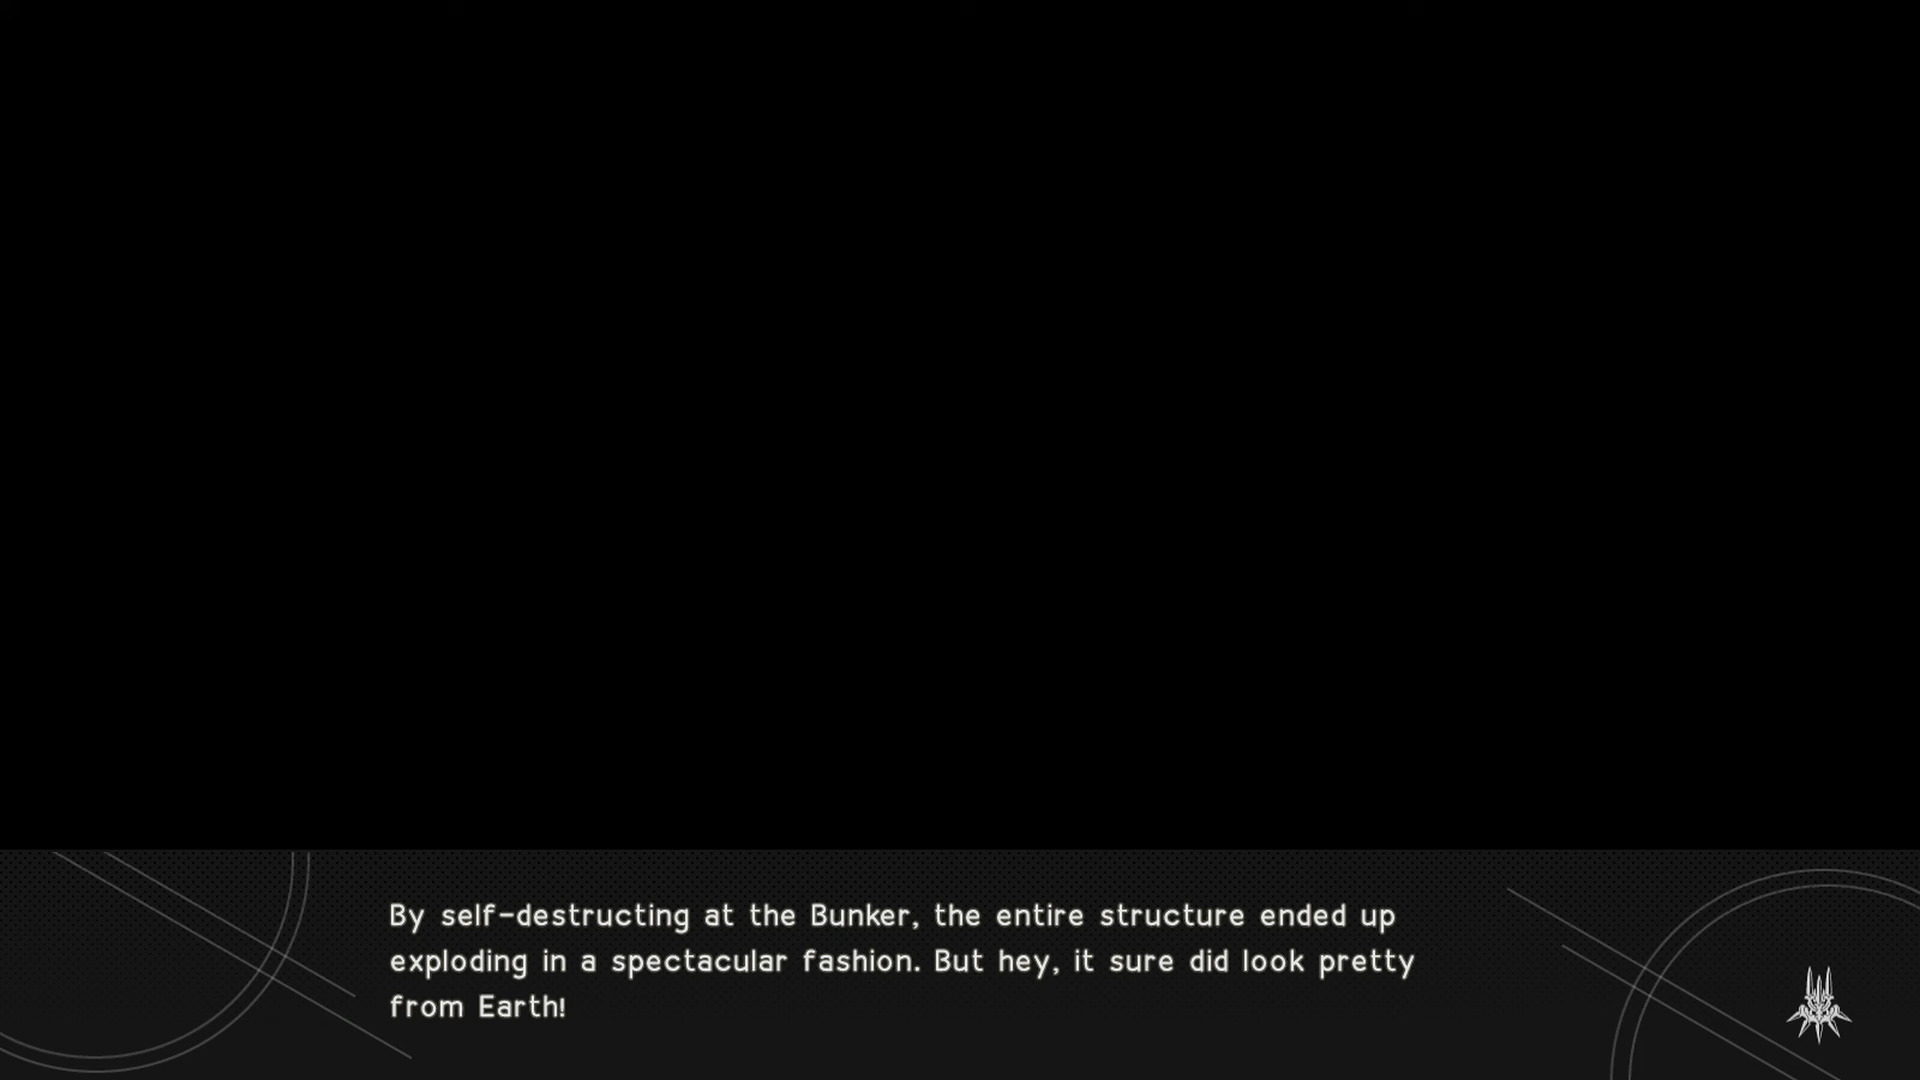 By self-destructing at the Bunker, the entire structure ended up
exploding in a spectacular fashion. But hey, it sure did look pretty
from Earth!